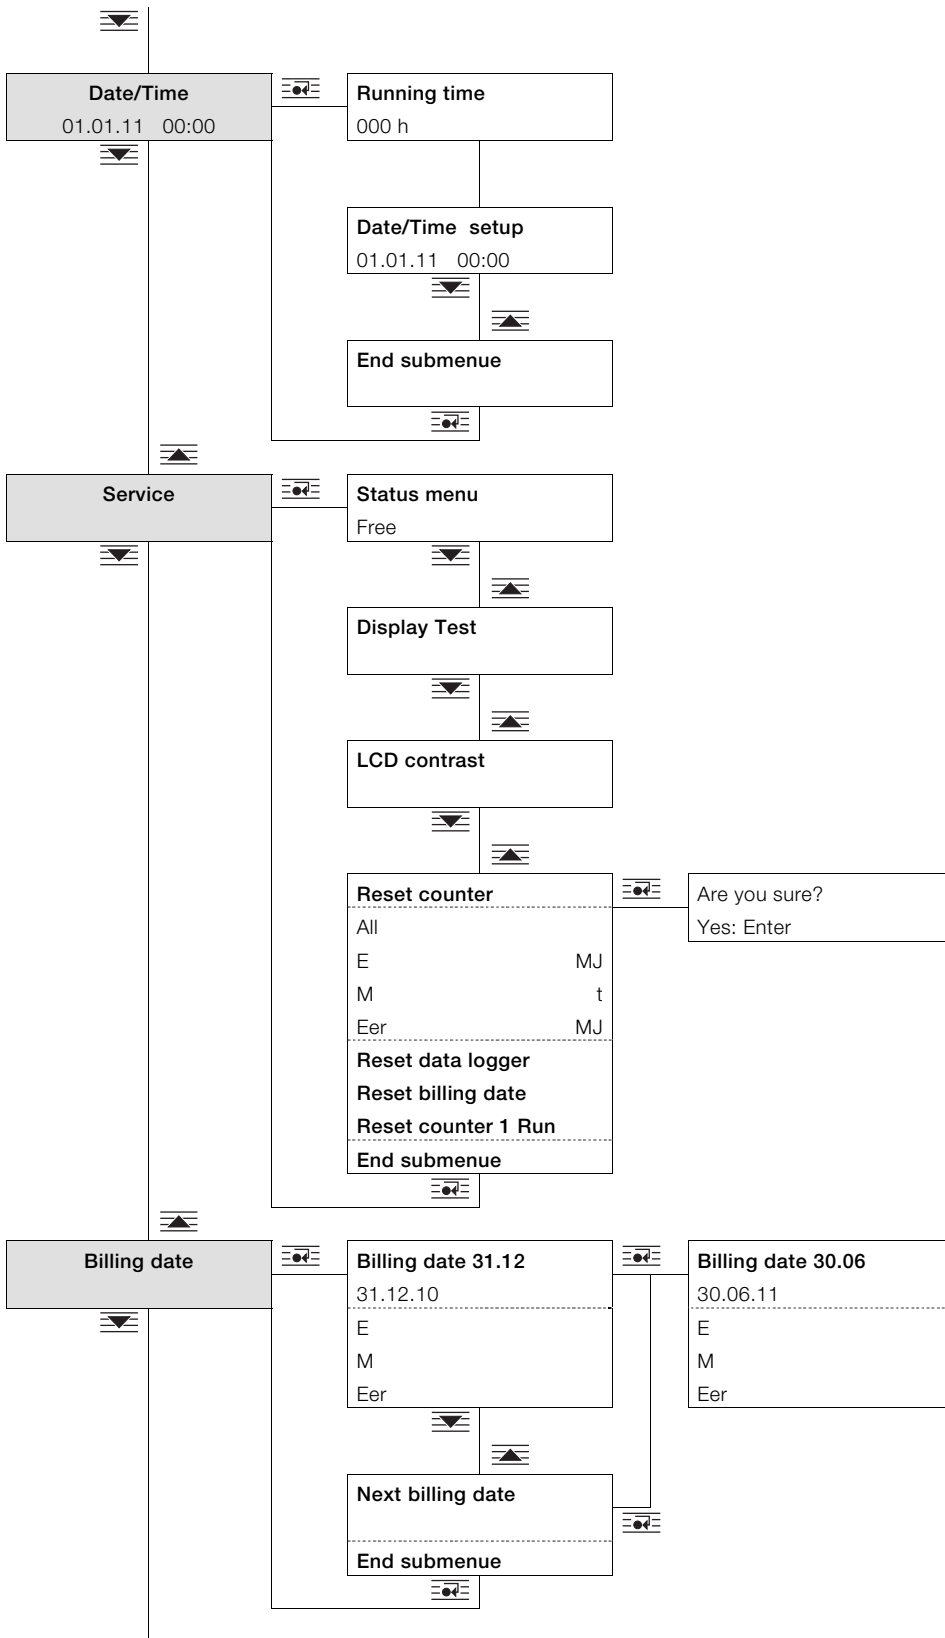 Date/Time
01.01.11 00:00
Running time
000 h
Date/Time setup
01.01.11 00:00
End submenue
Service
Status menu
Free
Display Test
LCD contrast
Reset counter
All
E MJ
M t
Eer MJ
Reset data logger
Reset billing date
Reset counter 1 Run
End submenue
Are you sure?
Yes: Enter
Billing date
Billing date 31.12
31.12.10
E
M
Eer
Next billing date
End submenue
Billing date 30.06
30.06.11
E
M
Eer